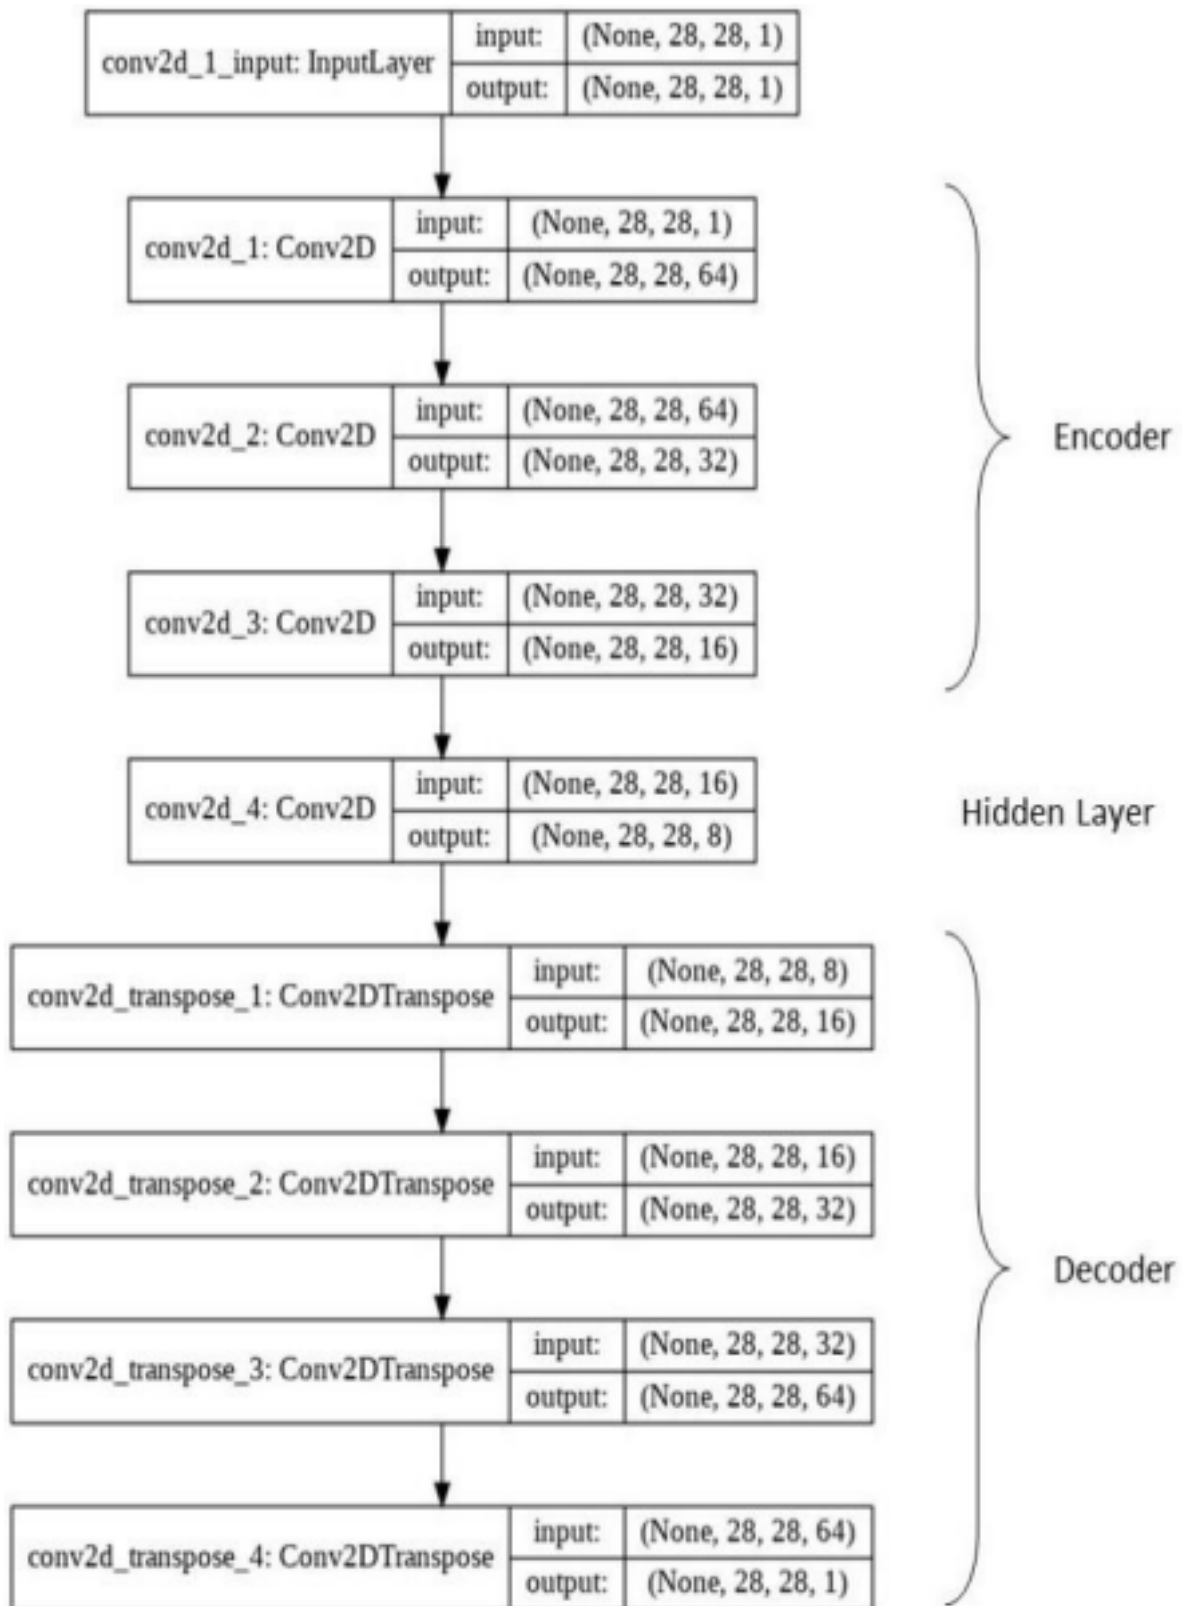 conv2d_1_input: InputLayer
input: (None, 28, 28, 1)
output: (None, 28, 28, 1)
conv2d_1: Conv2D
input: (None, 28, 28, 1)
output: (None, 28, 28, 64)
conv2d_2: Conv2D
input: (None, 28, 28, 64)
output: (None, 28, 28, 32)
Encoder
conv2d_3: Conv2D
input: (None, 28, 28, 32)
output: (None, 28, 28, 16)
conv2d_4: Conv2D
input: (None, 28, 28, 16)
output: (None, 28, 28, 8)
Hidden Layer
conv2d_transpose_1: Conv2DTranspose
input: (None, 28, 28, 8)
output: (None, 28, 28, 16)
conv2d_transpose_2: Conv2DTranspose
input: (None, 28, 28, 16)
output: (None, 28, 28, 32)
Decoder
conv2d_transpose_3: Conv2DTranspose
input: (None, 28, 28, 32)
output: (None, 28, 28, 64)
conv2d_transpose_4: Conv2DTranspose
input: (None, 28, 28, 64)
output: (None, 28, 28, 1)